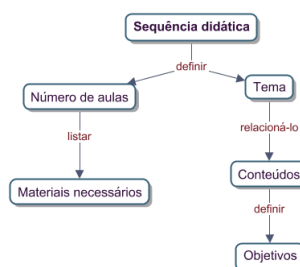 Sequência didática
definir
Número de aulas
Tema
listar
relacioná-lo
Materiais necessários
Conteúdos
definir
Objetivos